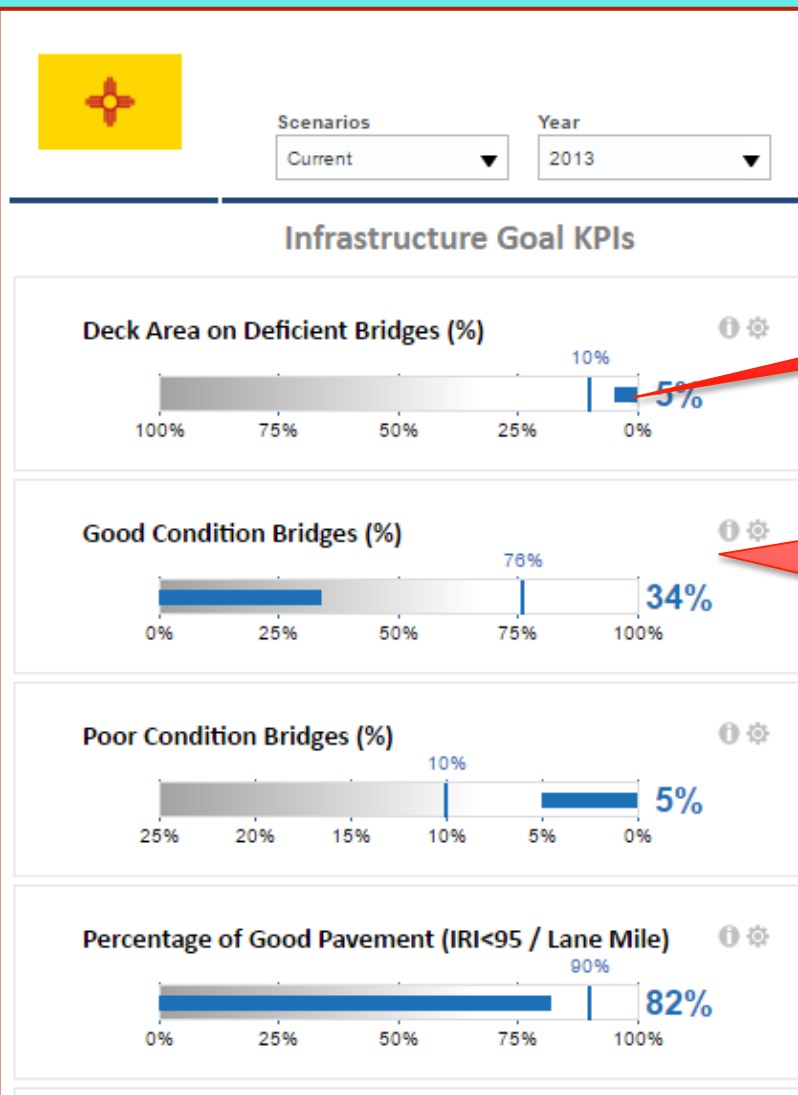 Scenarios Year
Current 2013
Infrastructure Goal KPIs
Deck Area on Deficient Bridges (%)
10%
5%
100% 75% 50% 25% 0%
Good Condition Bridges (%)
76%
34%
0% 25% 50% 75% 100%
Poor Condition Bridges (%)
10%
5%
25% 20% 15% 10% 5% 0%
Percentage of Good Pavement (IRI<95 / Lane Mile)
90%
82%
0% 25% 50% 75% 100%